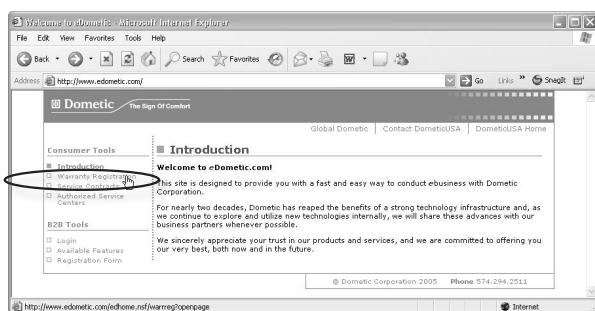 Welcome to eDometic - Microsoft Internet Explorer
File Edit View Favorites Tools Help
Back Search Favorites
Address http://www.edometic.com/ Go Links » SnagIt
Dometic The Sign Of Comfort
Global Dometic | Contact DometicUSA | DometicUSA Home
Consumer Tools
Introduction
Warranty Registration
Service Contracts
Authorized Service
Centers
B2B Tools
Login
Available Features
Registration Form
Introduction
Welcome to eDometic.com!
This site is designed to provide you with a fast and easy way to conduct ebusiness with Dometic
Corporation.
For nearly two decades, Dometic has reaped the benefits of a strong technology infrastructure and, as
we continue to explore and utilize new technologies internally, we will share these advances with our
business partners whenever possible.
We sincerely appreciate your trust in our products and services, and we are committed to offering you
our very best, both now and in the future.
© Dometic Corporation 2005 Phone 574.294.2511
http://www.edometic.com/edhome.nsf/warrreg?openpage Internet